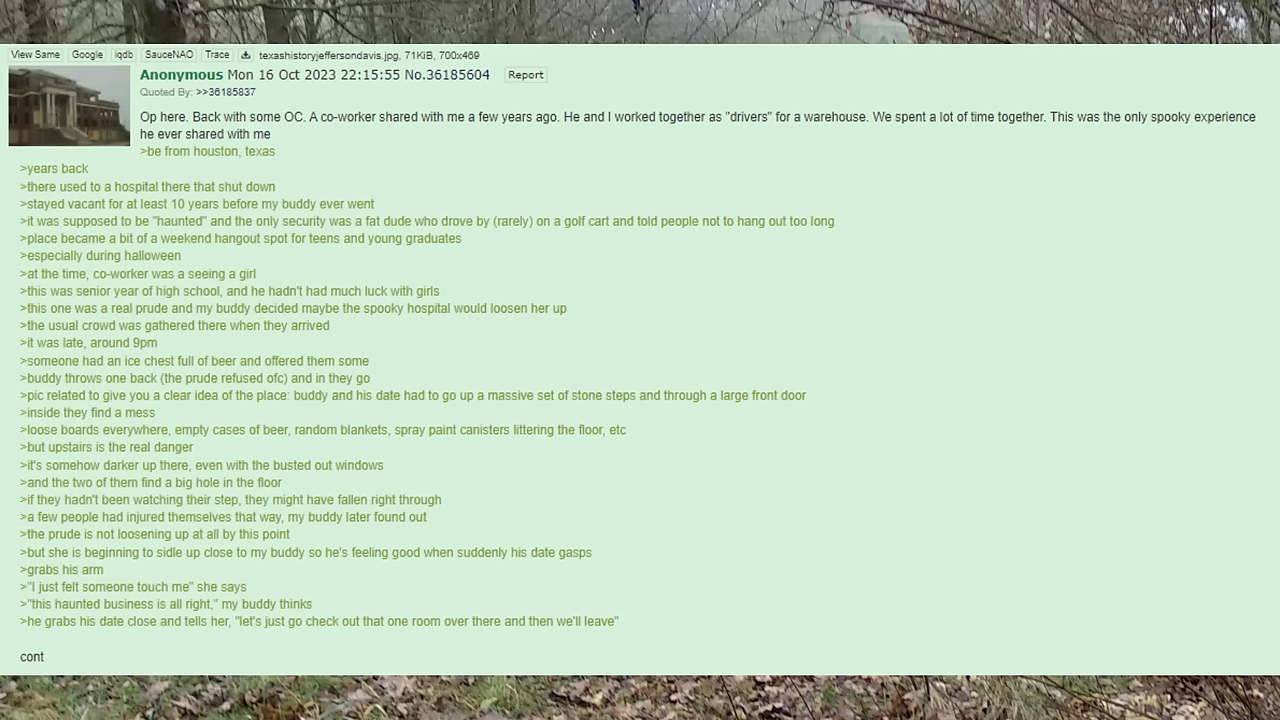 View Same Google iqdb SauceNAO Trace texashistoryjeffersondavis.jpg, 71KiB, 700x469
Anonymous Mon 16 Oct 2023 22:15:55 No.36185604 Report
Quoted By: >>36185837
Op here. Back with some OC. A co-worker shared with me a few years ago. He and I worked together as "drivers" for a warehouse. We spent a lot of time together. This was the only spooky experience
he ever shared with me
>be from houston, texas
>years back
>there used to a hospital there that shut down
>stayed vacant for at least 10 years before my buddy ever went
>it was supposed to be "haunted" and the only security was a fat dude who drove by (rarely) on a golf cart and told people not to hang out too long
>place became a bit of a weekend hangout spot for teens and young graduates
>especially during halloween
>at the time, co-worker was a seeing a girl
>this was senior year of high school, and he hadn't had much luck with girls
>this one was a real prude and my buddy decided maybe the spooky hospital would loosen her up
>the usual crowd was gathered there when they arrived
>it was late, around 9pm
>someone had an ice chest full of beer and offered them some
>buddy throws one back (the prude refused ofc) and in they go
>pic related to give you a clear idea of the place: buddy and his date had to go up a massive set of stone steps and through a large front door
>inside they find a mess
>loose boards everywhere, empty cases of beer, random blankets, spray paint canisters littering the floor, etc
>but upstairs is the real danger
>it's somehow darker up there, even with the busted out windows
>and the two of them find a big hole in the floor
>if they hadn't been watching their step, they might have fallen right through
>a few people had injured themselves that way, my buddy later found out
>the prude is not loosening up at all by this point
>but she is beginning to sidle up close to my buddy so he's feeling good when suddenly his date gasps
>grabs his arm
>"I just felt someone touch me" she says
>"this haunted business is all right," my buddy thinks
>he grabs his date close and tells her, "let's just go check out that one room over there and then we'll leave"
cont